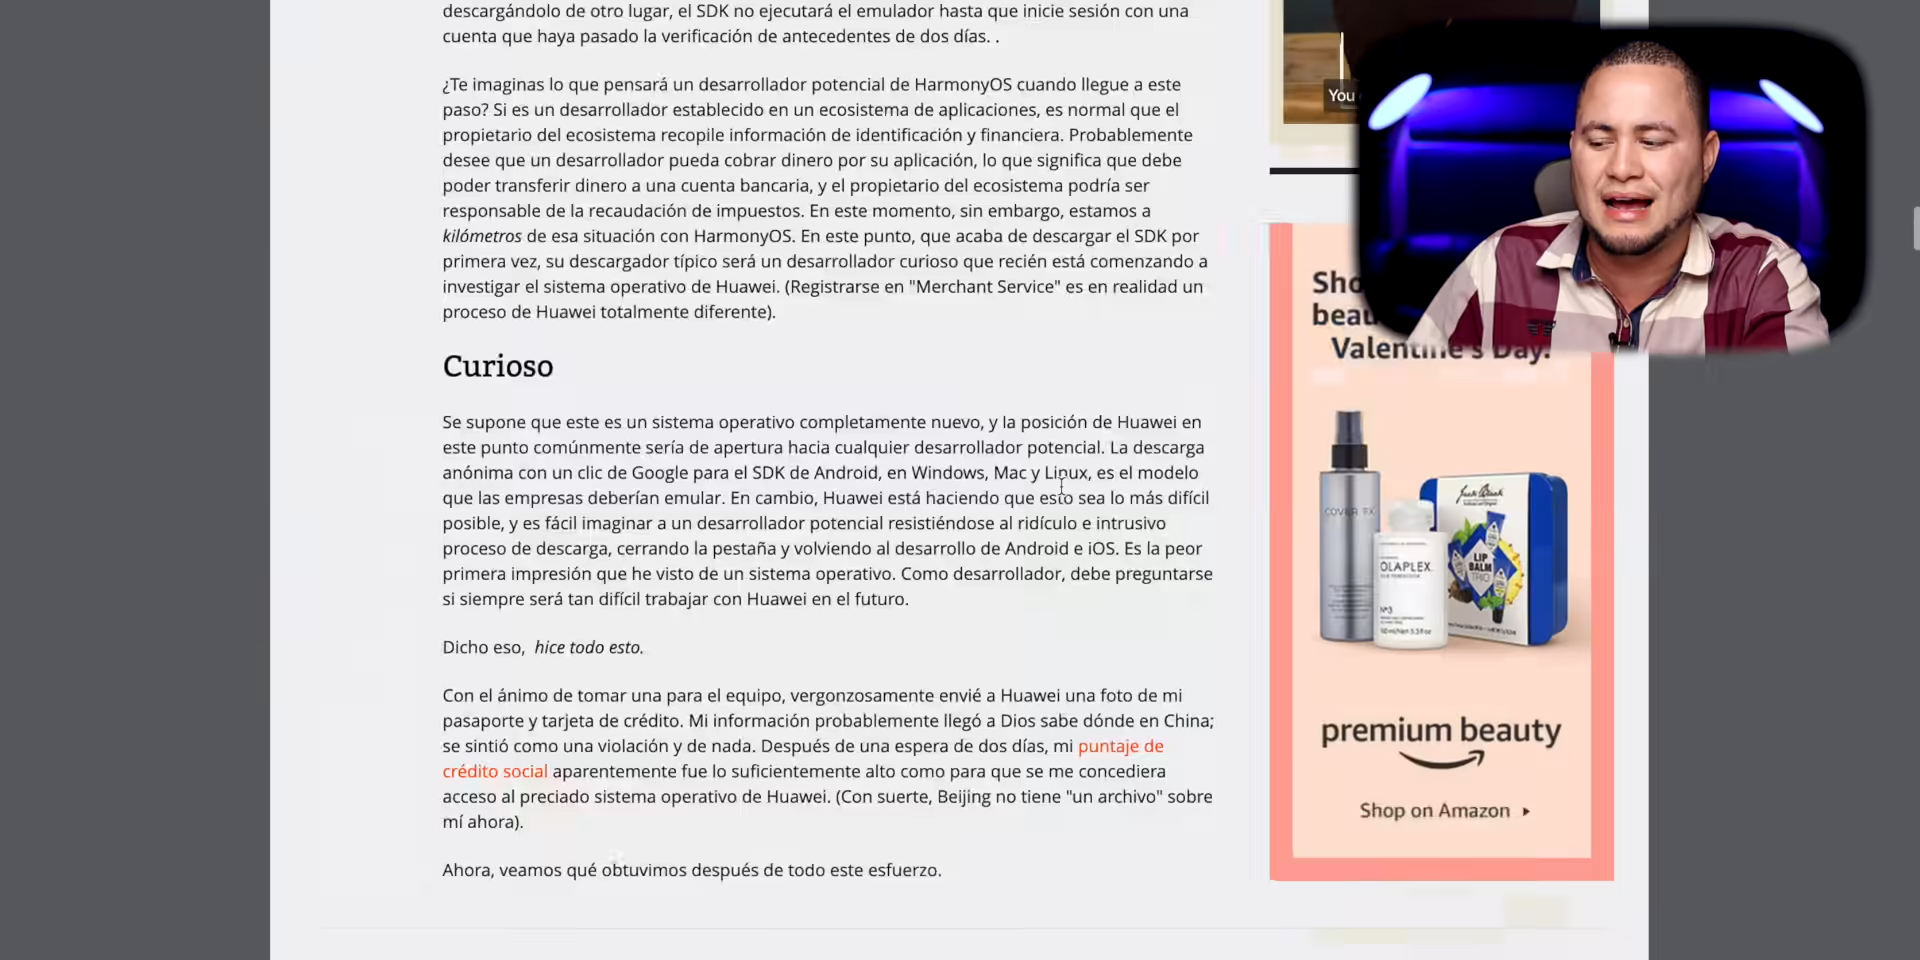 descargándolo de otro lugar, el SDK no ejecutará el emulador hasta que inicie sesión con una
cuenta que haya pasado la verificación de antecedentes de dos días. .
¿Te imaginas lo que pensará un desarrollador potencial de HarmonyOS cuando llegue a este
paso? Si es un desarrollador establecido en un ecosistema de aplicaciones, es normal que el
propietario del ecosistema recopile información de identificación y financiera. Probablemente
desee que un desarrollador pueda cobrar dinero por su aplicación, lo que significa que debe
poder transferir dinero a una cuenta bancaria, y el propietario del ecosistema podría ser
responsable de la recaudación de impuestos. En este momento, sin embargo, estamos a
kilómetros de esa situación con HarmonyOS. En este punto, que acaba de descargar el SDK por
primera vez, su descargador típico será un desarrollador curioso que recién está comenzando a
investigar el sistema operativo de Huawei. (Registrarse en "Merchant Service" es en realidad un
proceso de Huawei totalmente diferente).
Curioso
Se supone que este es un sistema operativo completamente nuevo, y la posición de Huawei en
este punto comúnmente sería de apertura hacia cualquier desarrollador potencial. La descarga
anónima con un clic de Google para el SDK de Android, en Windows, Mac y Linux, es el modelo
que las empresas deberían emular. En cambio, Huawei está haciendo que esto sea lo más difícil
posible, y es fácil imaginar a un desarrollador potencial resistiéndose al ridículo e intrusivo
proceso de descarga, cerrando la pestaña y volviendo al desarrollo de Android e iOS. Es la peor
primera impresión que he visto de un sistema operativo. Como desarrollador, debe preguntarse
si siempre será tan difícil trabajar con Huawei en el futuro.
Dicho eso, hice todo esto.
Con el ánimo de tomar una para el equipo, vergonzosamente envié a Huawei una foto de mi
pasaporte y tarjeta de crédito. Mi información probablemente llegó a Dios sabe dónde en China;
se sintió como una violación y de nada. Después de una espera de dos días, mi puntaje de
crédito social aparentemente fue lo suficientemente alto como para que se me concediera
acceso al preciado sistema operativo de Huawei. (Con suerte, Beijing no tiene "un archivo" sobre
mí ahora).
Ahora, veamos qué obtuvimos después de todo este esfuerzo.
You
Sho
beau
Valentine's Day.
COVER FX
OLAPLEX.
Nº3
Jack Black
LIP
BALM
TRIO
premium beauty
Shop on Amazon